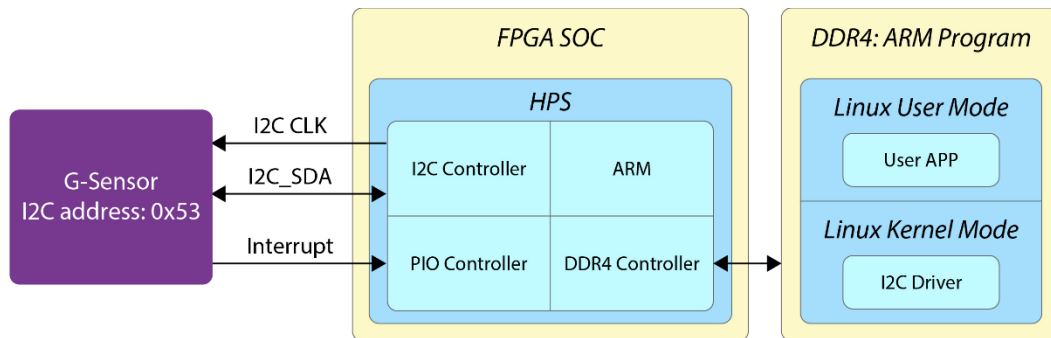 FPGA SOC
DDR4: ARM Program
HPS
Linux User Mode
I2C CLK
I2C Controller
ARM
User APP
G-Sensor
I2C address: 0x53
I2C_SDA
Linux Kernel Mode
Interrupt
PIO Controller
DDR4 Controller
I2C Driver